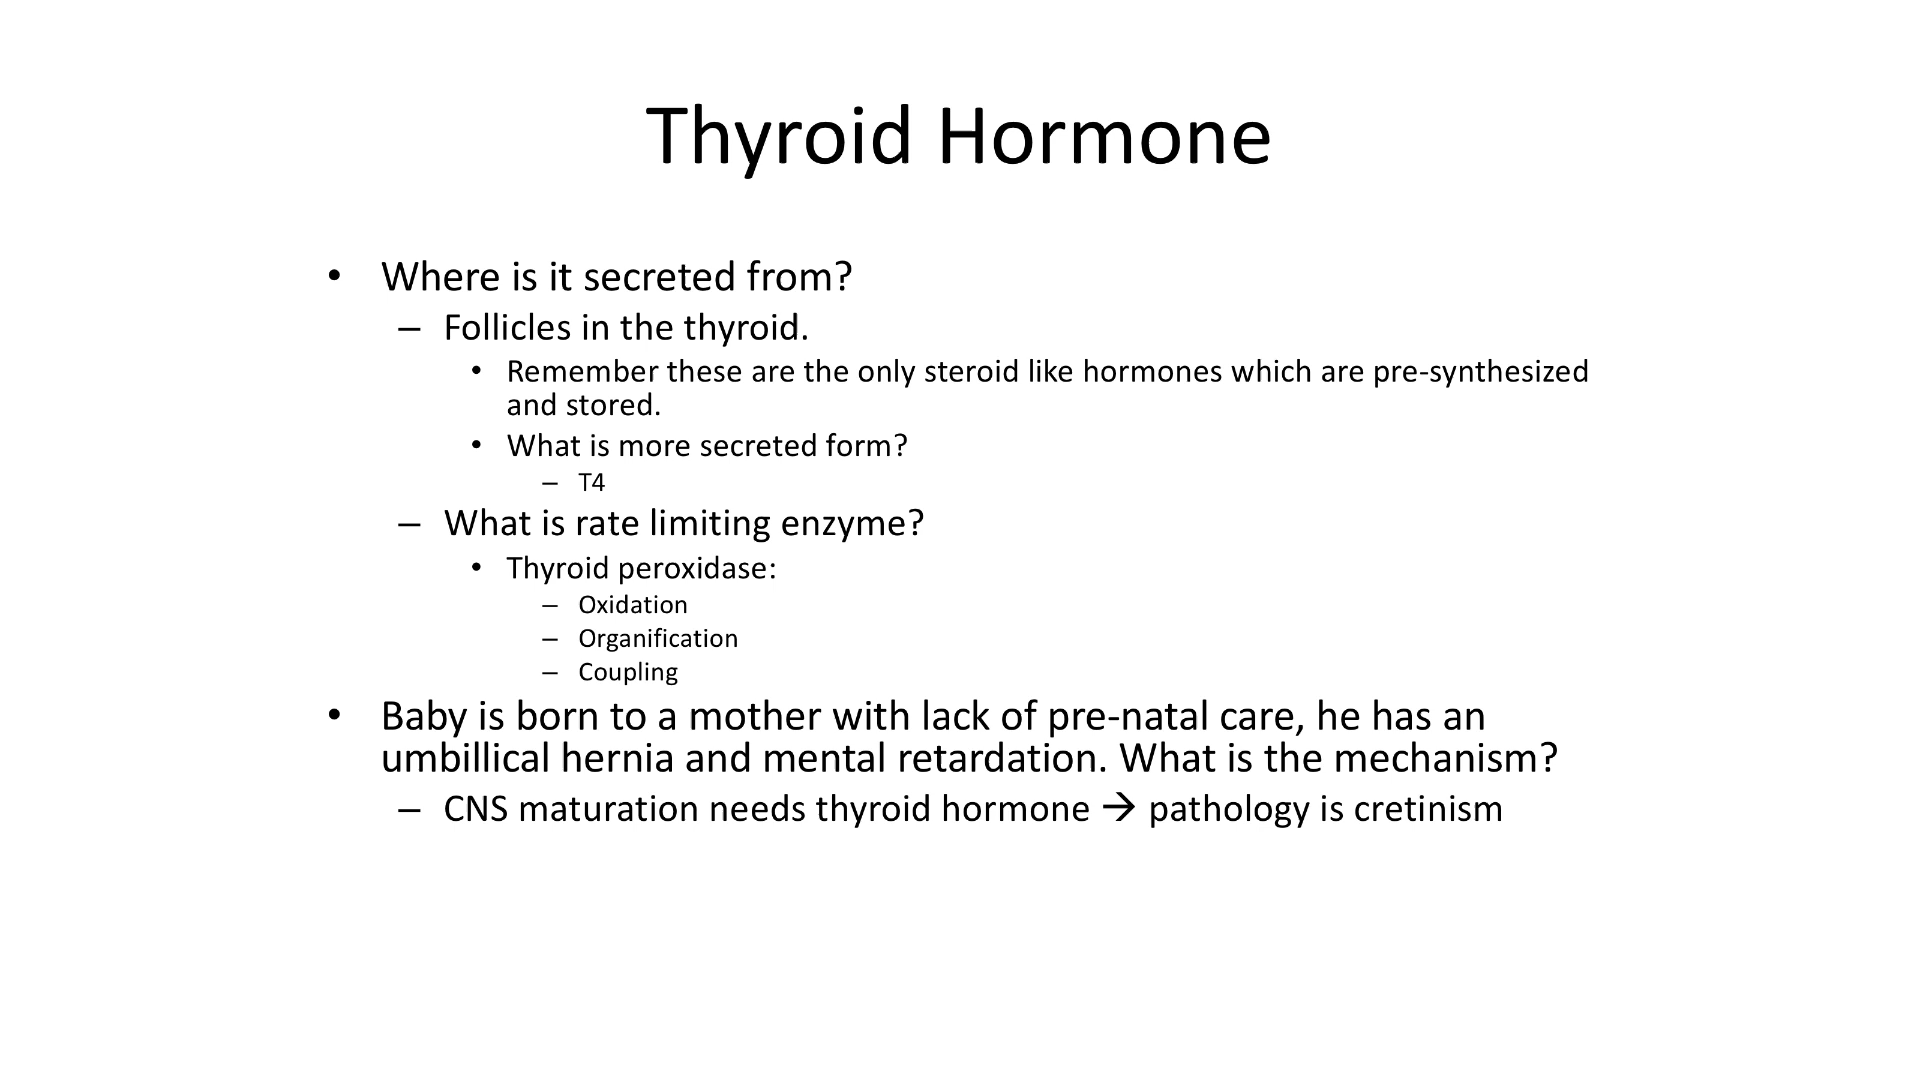 Thyroid Hormone
• Where is it secreted from?
– Follicles in the thyroid.
• Remember these are the only steroid like hormones which are pre-synthesized
and stored.
• What is more secreted form?
– T4
– What is rate limiting enzyme?
• Thyroid peroxidase:
– Oxidation
– Organification
– Coupling
• Baby is born to a mother with lack of pre-natal care, he has an
umbillical hernia and mental retardation. What is the mechanism?
– CNS maturation needs thyroid hormone → pathology is cretinism